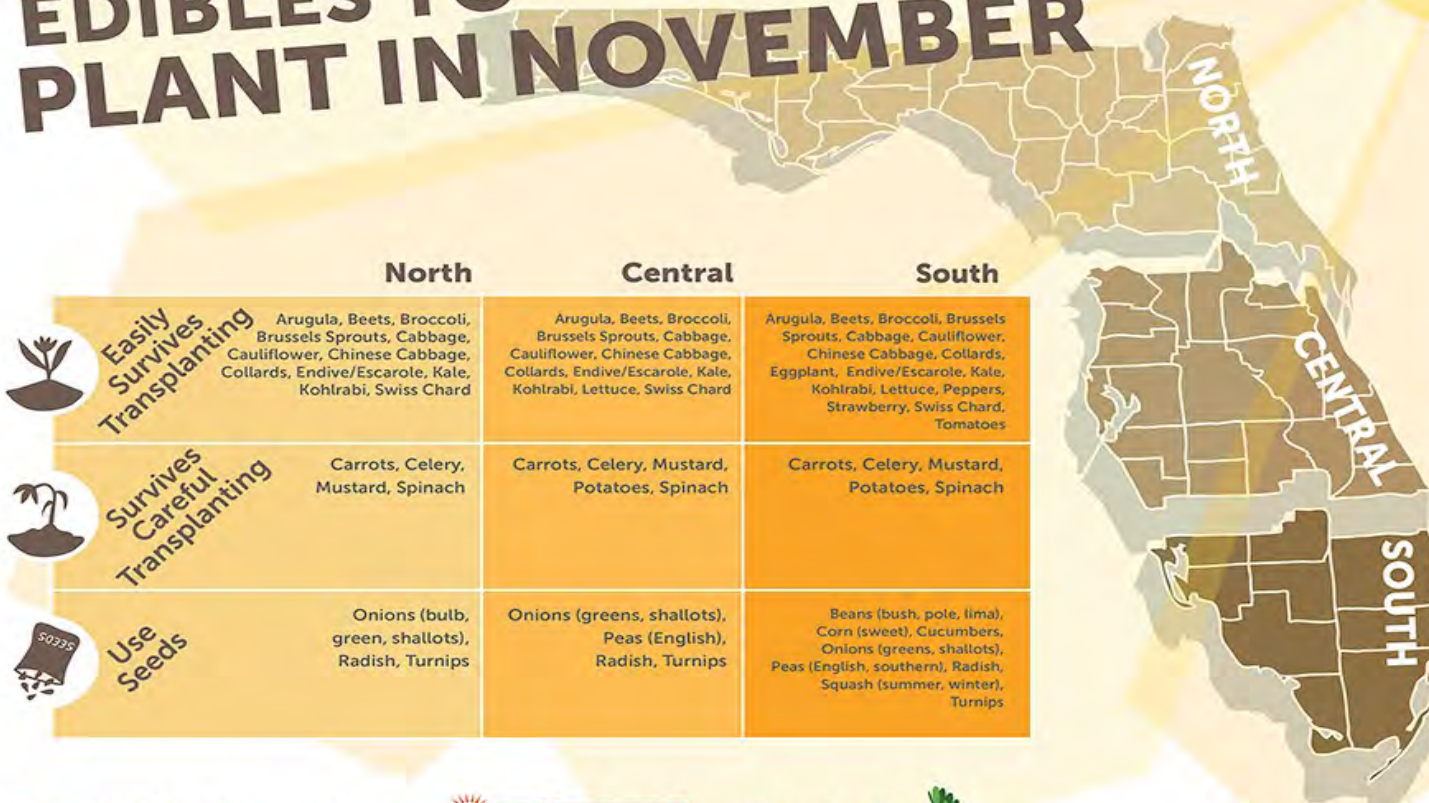 EDIBLES TO
PLANT IN NOVEMBER
NORTH
CENTRAL
SOUTH
North
Central
South
Easily
Survives
Transplanting
Arugula, Beets, Broccoli,
Brussels Sprouts, Cabbage,
Cauliflower, Chinese Cabbage,
Collards, Endive/Escarole, Kale,
Kohlrabi, Swiss Chard
Arugula, Beets, Broccoli,
Brussels Sprouts, Cabbage,
Cauliflower, Chinese Cabbage,
Collards, Endive/Escarole, Kale,
Kohlrabi, Lettuce, Swiss Chard
Arugula, Beets, Broccoli, Brussels
Sprouts, Cabbage, Cauliflower,
Chinese Cabbage, Collards,
Eggplant, Endive/Escarole, Kale,
Kohlrabi, Lettuce, Peppers,
Strawberry, Swiss Chard,
Tomatoes
Survives
Careful
Transplanting
Carrots, Celery,
Mustard, Spinach
Carrots, Celery, Mustard,
Potatoes, Spinach
Carrots, Celery, Mustard,
Potatoes, Spinach
SEEDS
Use
Seeds
Onions (bulb,
green, shallots),
Radish, Turnips
Onions (greens, shallots),
Peas (English),
Radish, Turnips
Beans (bush, pole, lima),
Corn (sweet), Cucumbers,
Onions (greens, shallots),
Peas (English, southern), Radish,
Squash (summer, winter),
Turnips